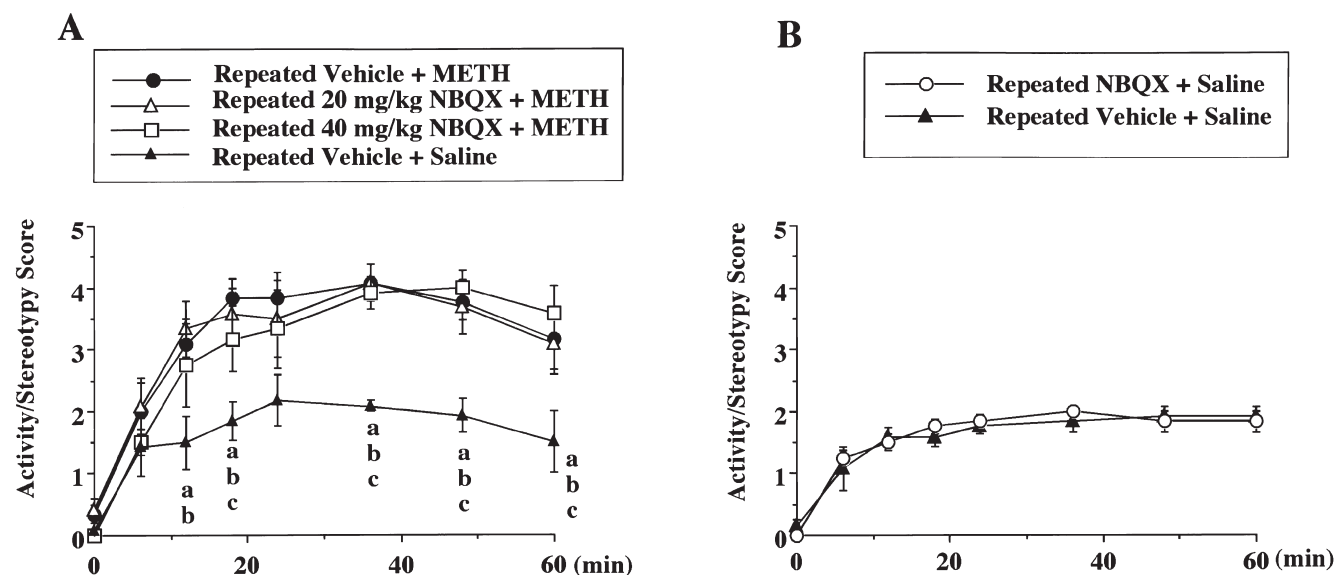 A
Repeated Vehicle + METH
Repeated 20 mg/kg NBQX + METH
Repeated 40 mg/kg NBQX + METH
Repeated Vehicle + Saline
Activity/Stereotypy Score
5
4
3
2
1
0
a
b
a
b
c
a
b
c
a
b
c
a
b
c
0 20 40 60 (min)
B
Repeated NBQX + Saline
Repeated Vehicle + Saline
Activity/Stereotypy Score
5
4
3
2
1
0
0 20 40 60 (min)